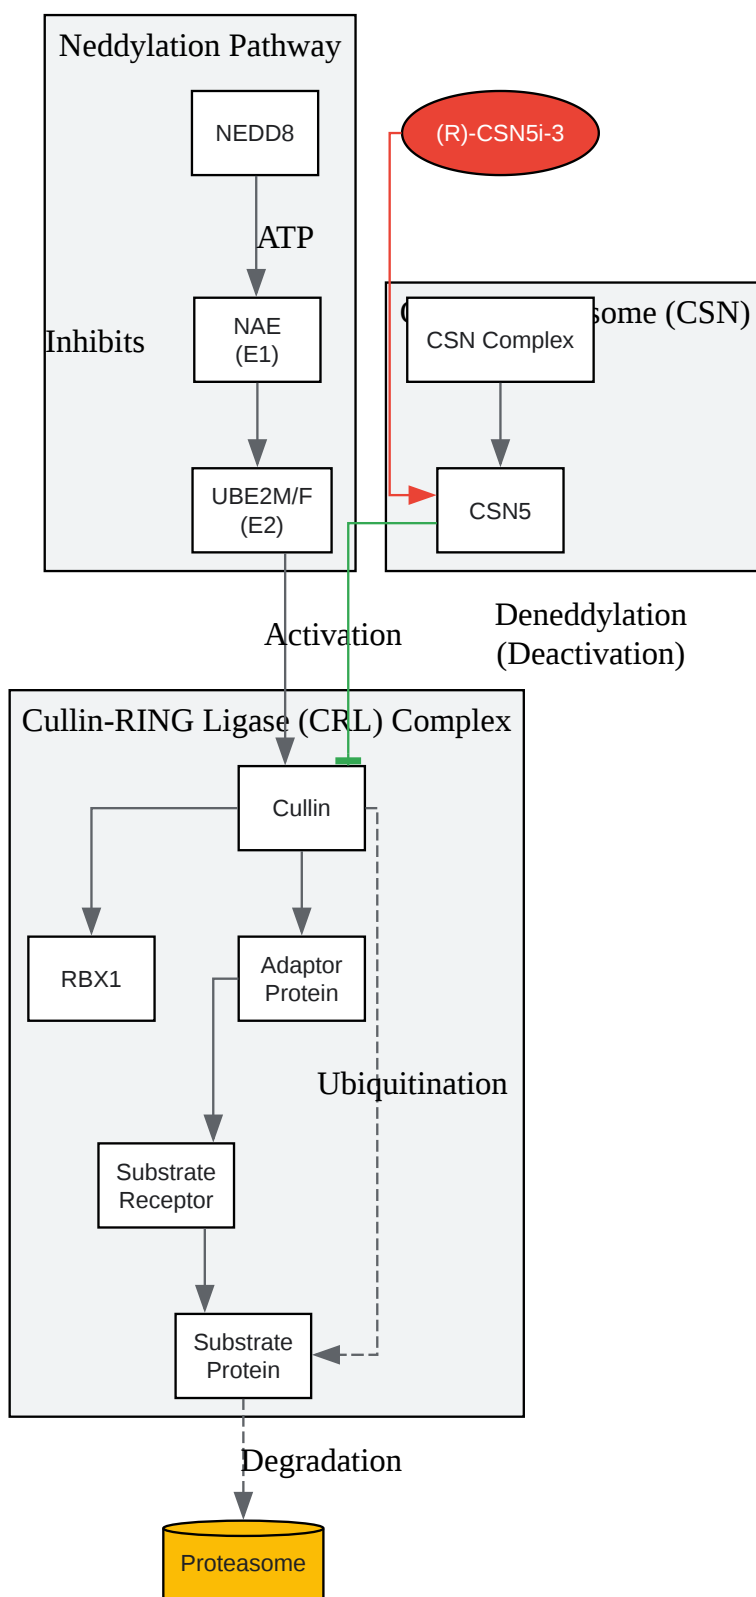 Neddylation Pathway
NEDD8
(R)-CSN5i-3
ATP
some (CSN)
NAE
(E1)
Inhibits
CSN Complex
UBE2M/F
(E2)
CSN5
Deneddylation
(Deactivation)
Activation
Cullin-RING Ligase (CRL) Complex
Cullin
RBX1
Adaptor
Protein
Ubiquitination
Substrate
Receptor
Substrate
Protein
Degradation
Proteasome